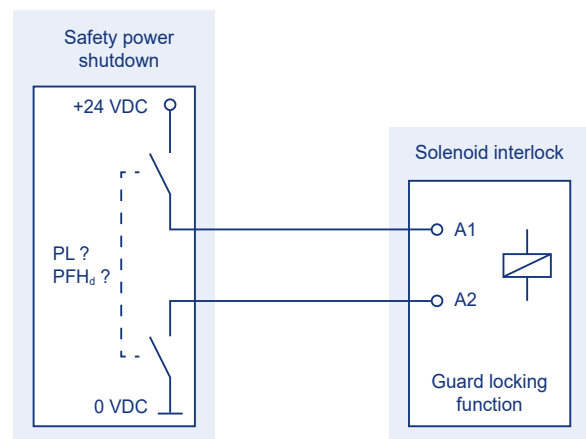 Safety power
shutdown
+24 VDC
PL ?
PFHd ?
0 VDC
Solenoid interlock
A1
A2
Guard locking
function